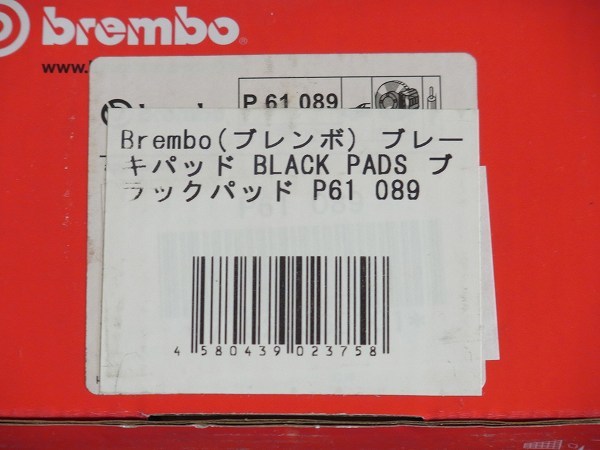 brembo
www.
P 61 089
Brembo(ブレンボ) ブレー
キパッド BLACK PADS ブ
ラックパッド P61 089
4 580439 023758